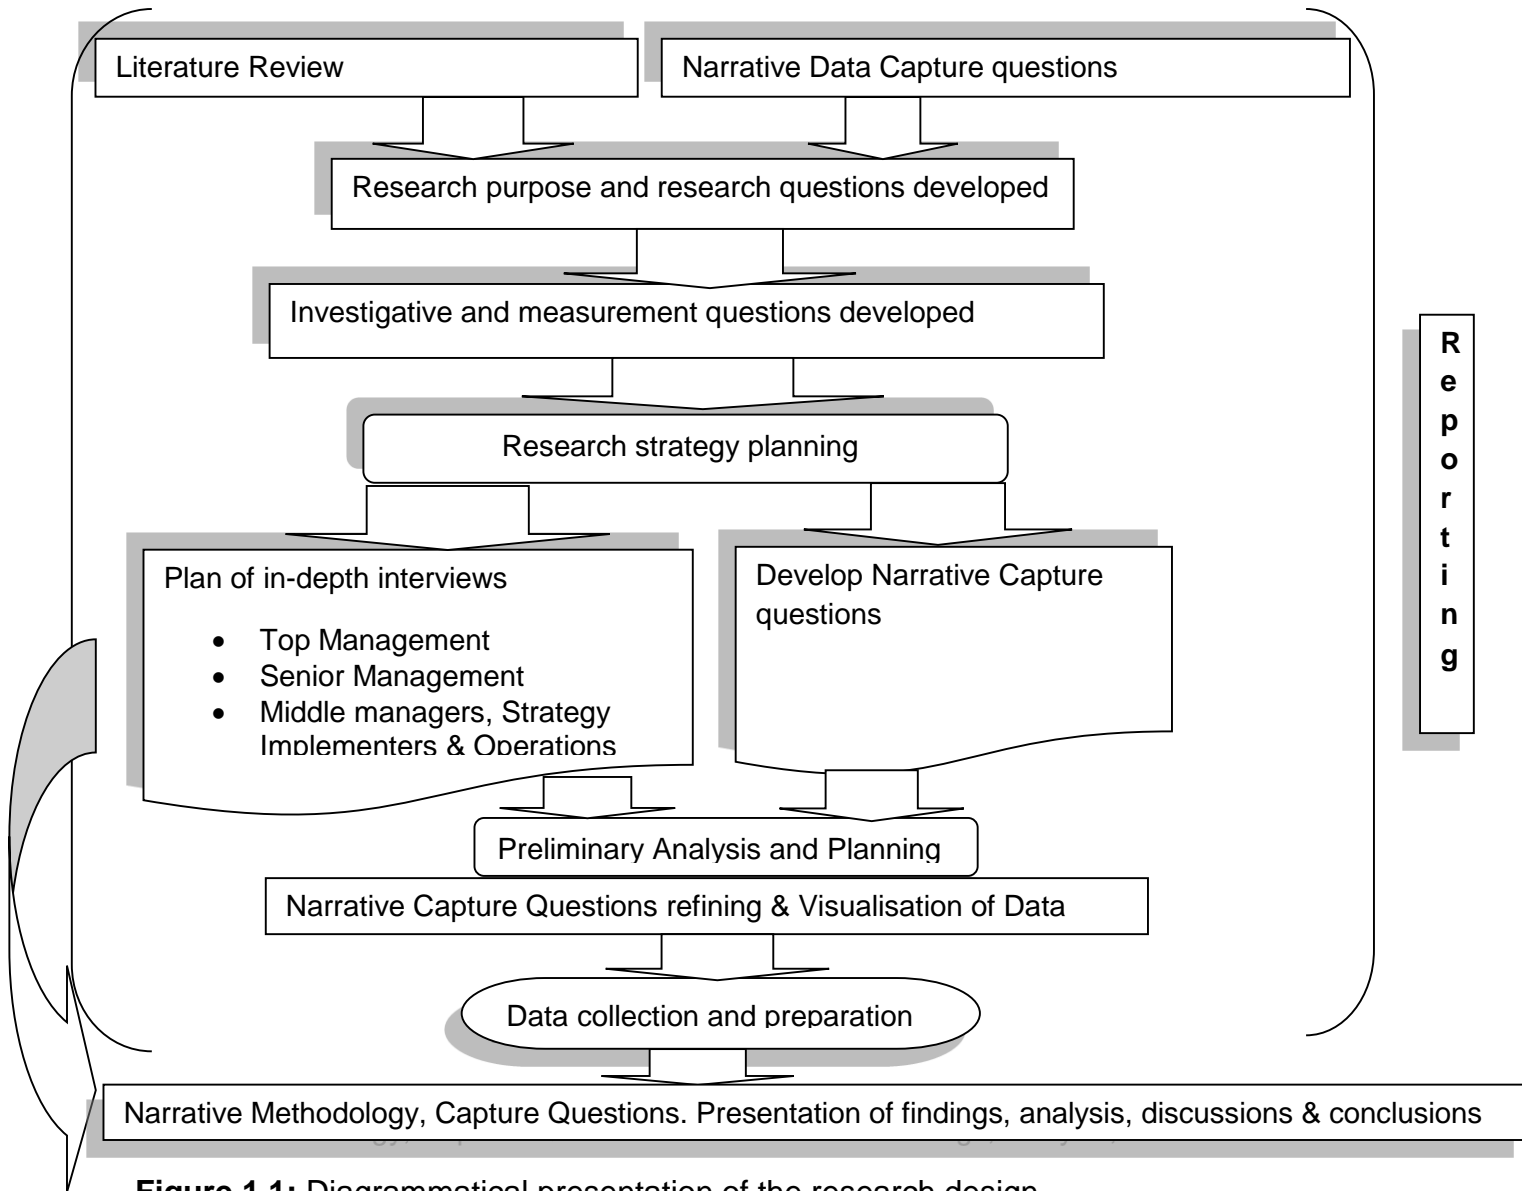 Literature Review
Narrative Data Capture questions
Research purpose and research questions developed
Investigative and measurement questions developed
Research strategy planning
Plan of in-depth interviews
• Top Management
• Senior Management
• Middle managers, Strategy
Implementers & Operations
Develop Narrative Capture
questions
Preliminary Analysis and Planning
Narrative Capture Questions refining & Visualisation of Data
Data collection and preparation
Narrative Methodology, Capture Questions. Presentation of findings, analysis, discussions & conclusions
R
e
p
o
r
t
i
n
g
Figure 1.1: Diagrammatical presentation of the research design